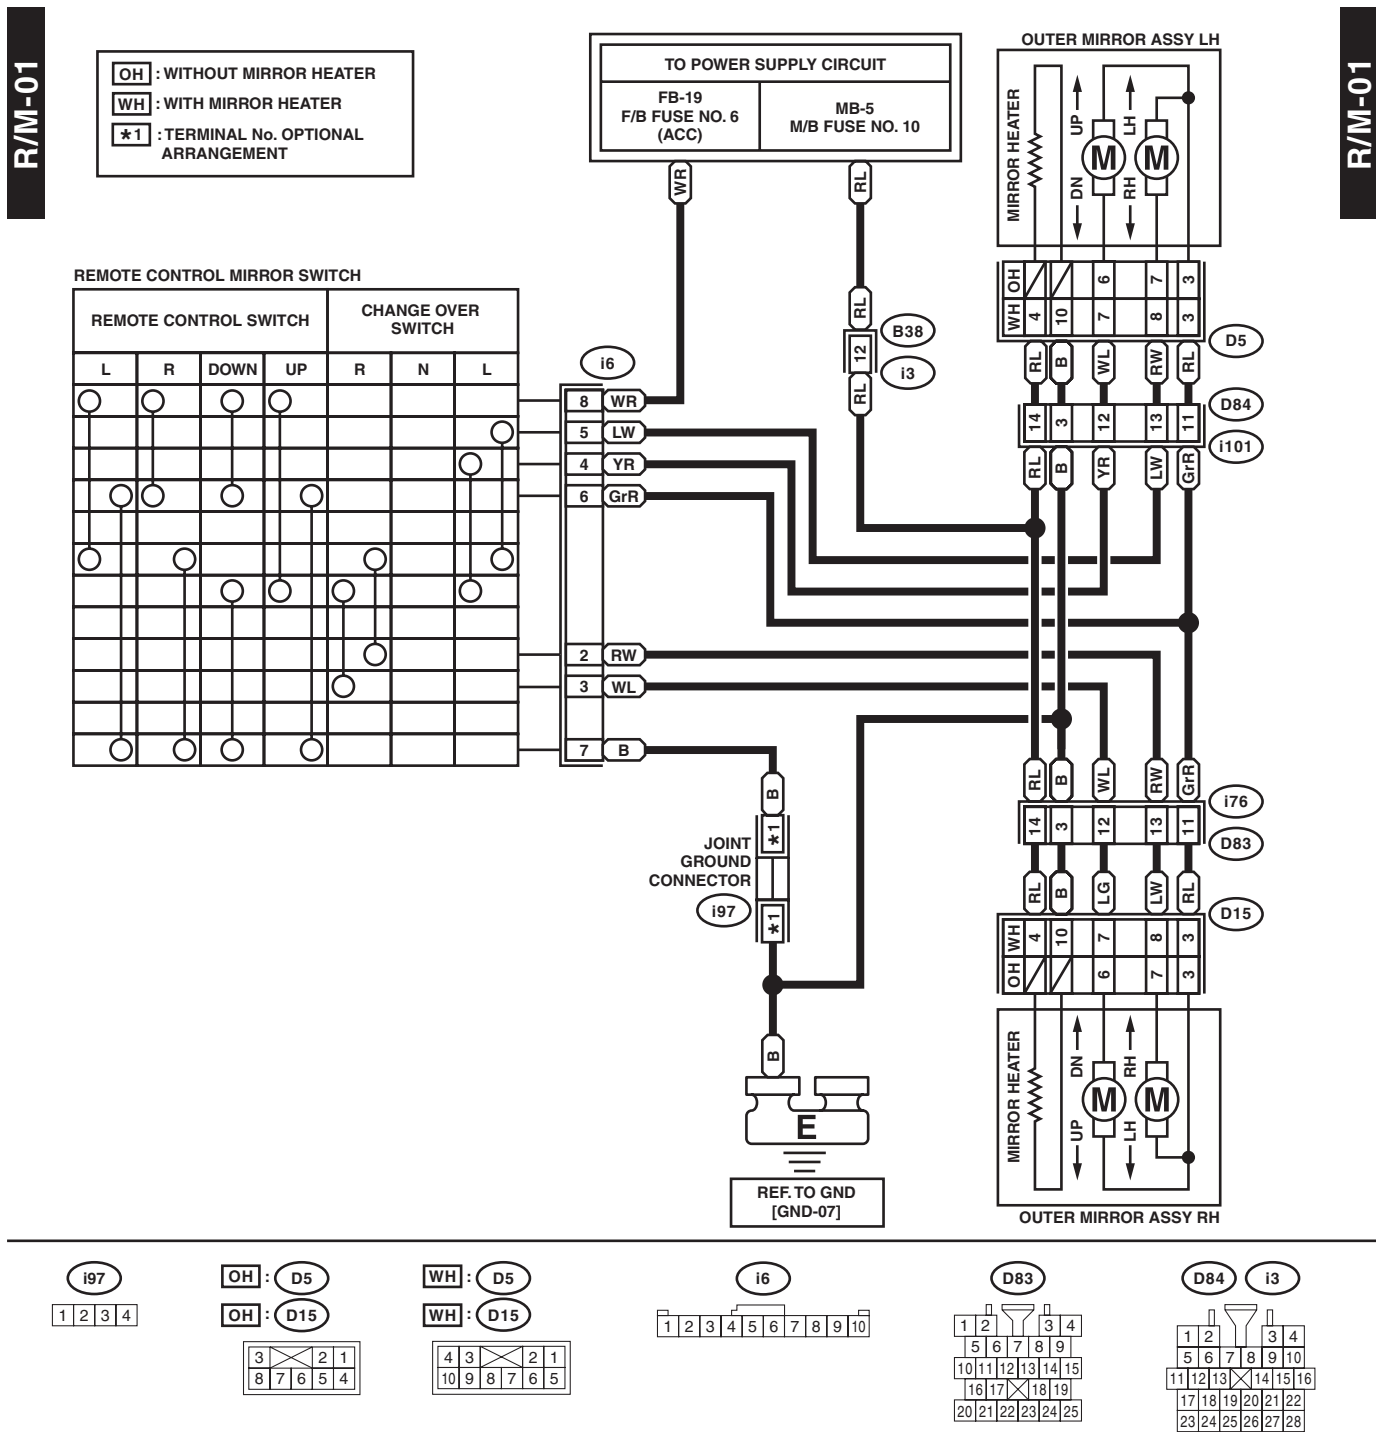 R/M-01
R/M-01
OH : WITHOUT MIRROR HEATER
WH : WITH MIRROR HEATER
*1 : TERMINAL No. OPTIONAL
ARRANGEMENT
TO POWER SUPPLY CIRCUIT
FB-19
F/B FUSE NO. 6
(ACC)
MB-5
M/B FUSE NO. 10
WR
RL
RL
12
B38
i3
RL
OUTER MIRROR ASSY LH
MIRROR HEATER
UP
DN
LH
RH
M
M
OH 6 7 3
WH 4 10 7 8 3
D5
RL B WL RW RL
14 3 12 13 11
D84
i101
RL B YR LW GrR
REMOTE CONTROL MIRROR SWITCH
REMOTE CONTROL SWITCH
CHANGE OVER
SWITCH
L R DOWN UP R N L
i6
8 WR
5 LW
4 YR
6 GrR
2 RW
3 WL
7 B
B
*1
JOINT
GROUND
CONNECTOR
i97
*1
B
E
REF. TO GND
[GND-07]
RL B WL RW GrR
i76
14 3 12 13 11
D83
RL B LG LW RL
D15
WH 4 10 7 8 3
OH 6 7 3
MIRROR HEATER
DN
UP
RH
LH
M
M
OUTER MIRROR ASSY RH
i97
1 2 3 4
OH : D5
OH : D15
3 2 1
8 7 6 5 4
WH : D5
WH : D15
4 3 2 1
10 9 8 7 6 5
i6
1 2 3 4 5 6 7 8 9 10
D83
1 2 3 4
5 6 7 8 9
10 11 12 13 14 15
16 17 18 19
20 21 22 23 24 25
D84 i3
1 2 3 4
5 6 7 8 9 10
11 12 13 14 15 16
17 18 19 20 21 22
23 24 25 26 27 28